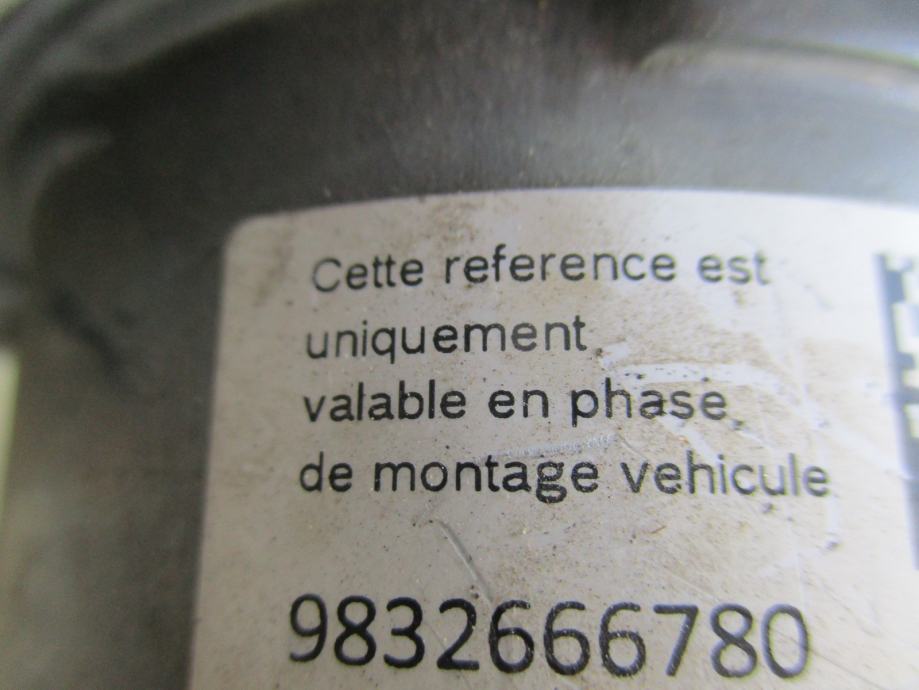 Cette reference est
uniquement
valable en phase
de montage vehicule
9832666780